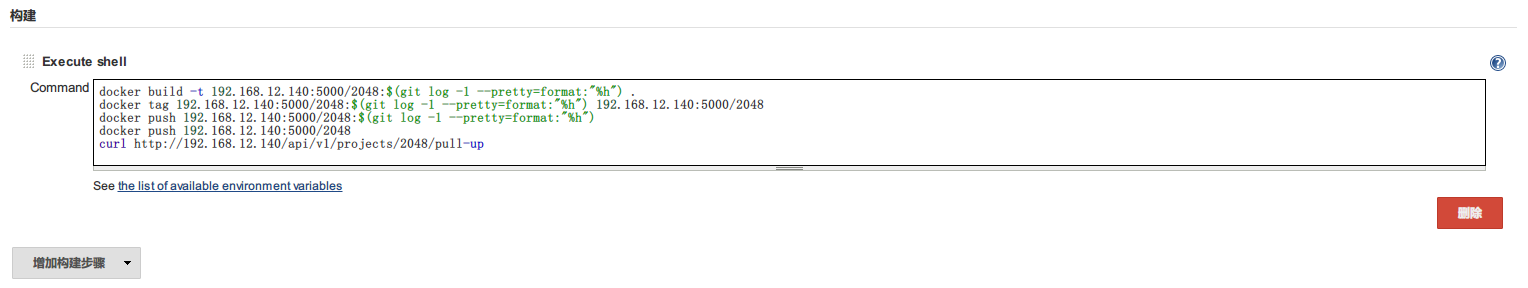 构建
Execute shell
Command
docker build -t 192.168.12.140:5000/2048:$(git log -1 --pretty=format:"%h") .
docker tag 192.168.12.140:5000/2048:$(git log -1 --pretty=format:"%h") 192.168.12.140:5000/2048
docker push 192.168.12.140:5000/2048:$(git log -1 --pretty=format:"%h")
docker push 192.168.12.140:5000/2048
curl http://192.168.12.140/api/v1/projects/2048/pull-up
See the list of available environment variables
删除
增加构建步骤